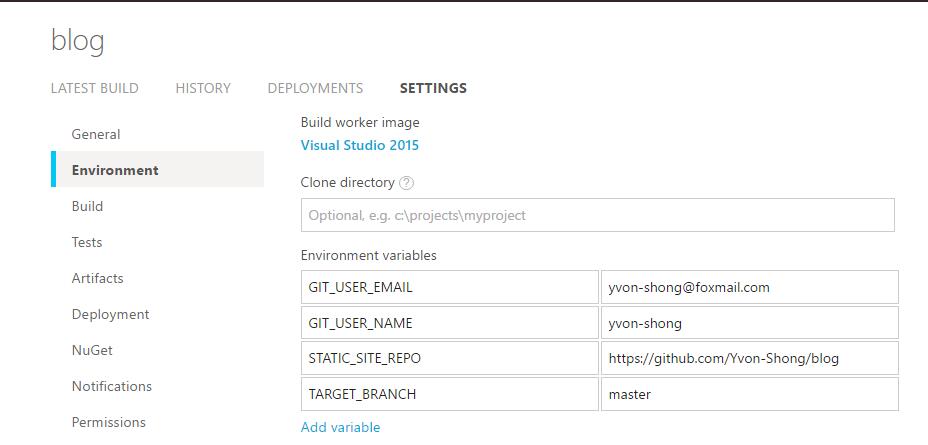 blog
LATEST BUILD HISTORY DEPLOYMENTS SETTINGS
General
Environment
Build
Tests
Artifacts
Deployment
NuGet
Notifications
Permissions
Build worker image
Visual Studio 2015
Clone directory ?
Optional, e.g. c:\projects\myproject
Environment variables
GIT_USER_EMAIL yvon-shong@foxmail.com
GIT_USER_NAME yvon-shong
STATIC_SITE_REPO https://github.com/Yvon-Shong/blog
TARGET_BRANCH master
Add variable